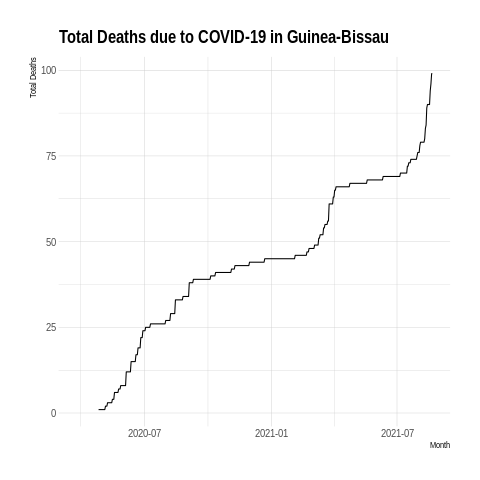 Total Deaths due to COVID-19 in Guinea-Bissau
Total Deaths
100
75
50
25
0
2020-07
2021-01
2021-07
Month